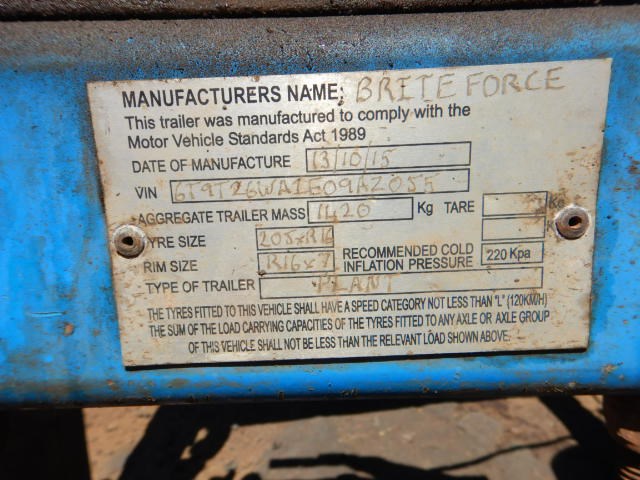 MANUFACTURERS NAME: BRITE FORCE
This trailer was manufactured to comply with the
Motor Vehicle Standards Act 1989
DATE OF MANUFACTURE 13/10/15
VIN 6T9T26WA1E09AZ055
AGGREGATE TRAILER MASS 1420 Kg TARE Kg
TYRE SIZE 205xR16
RIM SIZE R16x7 RECOMMENDED COLD INFLATION PRESSURE 220 Kpa
TYPE OF TRAILER PLANT
THE TYRES FITTED TO THIS VEHICLE SHALL HAVE A SPEED CATEGORY NOT LESS THAN "L" (120KM/H)
THE SUM OF THE LOAD CARRYING CAPACITIES OF THE TYRES FITTED TO ANY AXLE OR AXLE GROUP
OF THIS VEHICLE SHALL NOT BE LESS THAN THE RELEVANT LOAD SHOWN ABOVE.